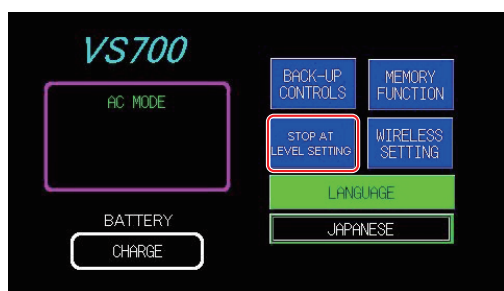 VS700
AC MODE
BATTERY
CHARGE
BACK-UP
CONTROLS
MEMORY
FUNCTION
STOP AT
LEVEL SETTING
WIRELESS
SETTING
LANGUAGE
JAPANESE